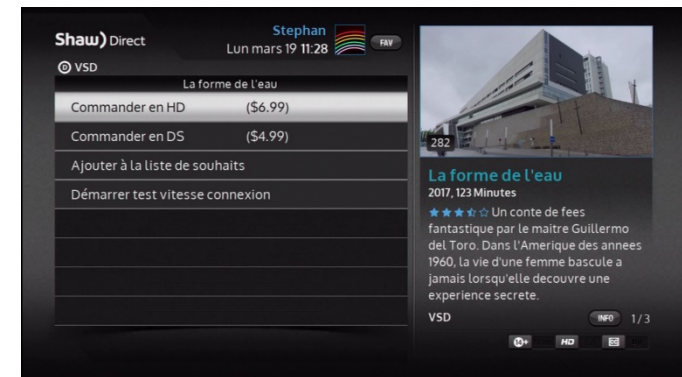 Shaw) Direct
Stephan
Lun mars 19 11:28
FAV
D VSD
La forme de l'eau
Commander en HD ($6.99)
Commander en DS ($4.99)
Ajouter à la liste de souhaits
Démarrer test vitesse connexion
282
La forme de l'eau
2017, 123 Minutes
Un conte de fees
fantastique par le maitre Guillermo
del Toro. Dans l'Amerique des annees
1960, la vie d'une femme bascule a
jamais lorsqu'elle decouvre une
experience secrete.
VSD
INFO 1/3
14+ HD CC